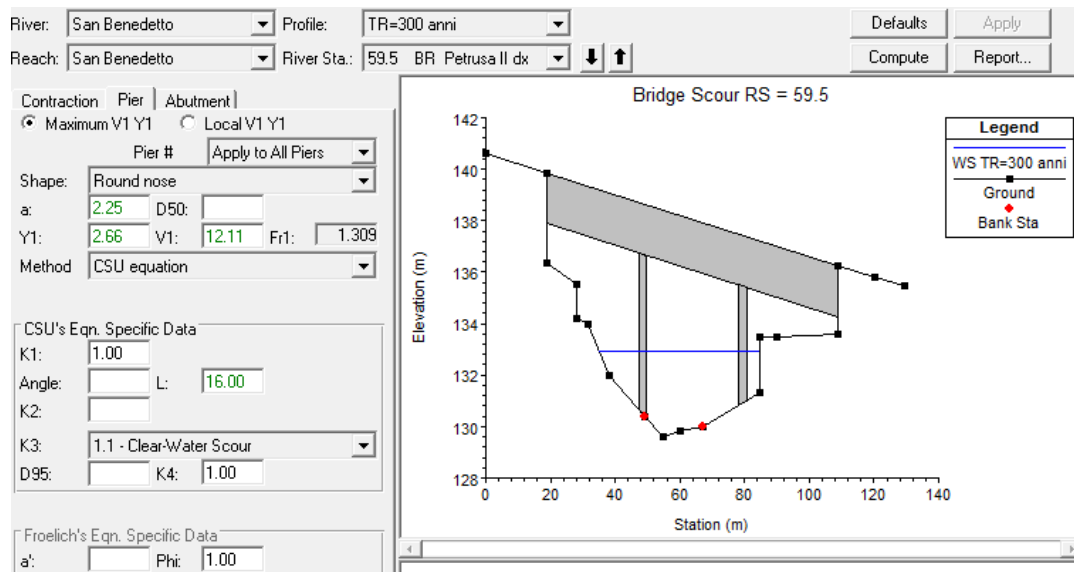 River: San Benedetto Profile: TR=300 anni Defaults Apply
Reach: San Benedetto River Sta.: 59.5 BR Petrusa II dx Compute Report...
Contraction Pier Abutment
Maximum V1 Y1 Local V1 Y1
Pier # Apply to All Piers
Shape: Round nose
a: 2.25 D50:
Y1: 2.66 V1: 12.11 Fr1: 1.309
Method CSU equation
CSU's Eqn. Specific Data
K1: 1.00
Angle: L: 16.00
K2:
K3: 1.1 - Clear-Water Scour
D95: K4: 1.00
Froelich's Eqn. Specific Data
a': Phi: 1.00
Bridge Scour RS = 59.5
142
140
138
136
134
132
130
128
Elevation (m)
0 20 40 60 80 100 120 140
Station (m)
Legend
WS TR=300 anni
Ground
Bank Sta